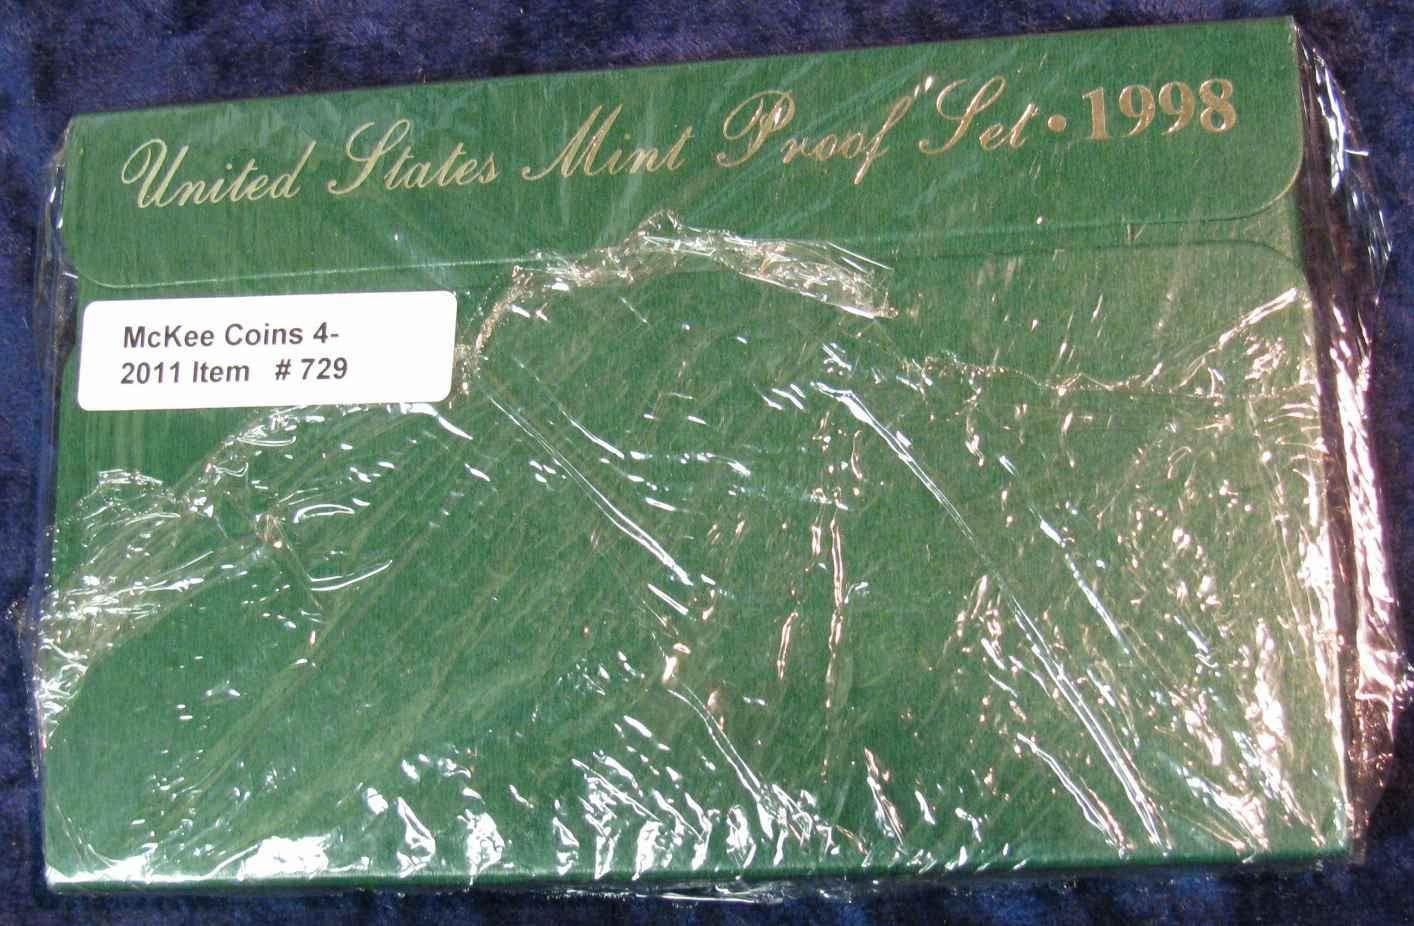 United States Mint Proof Set • 1998
McKee Coins 4-
2011 Item # 729